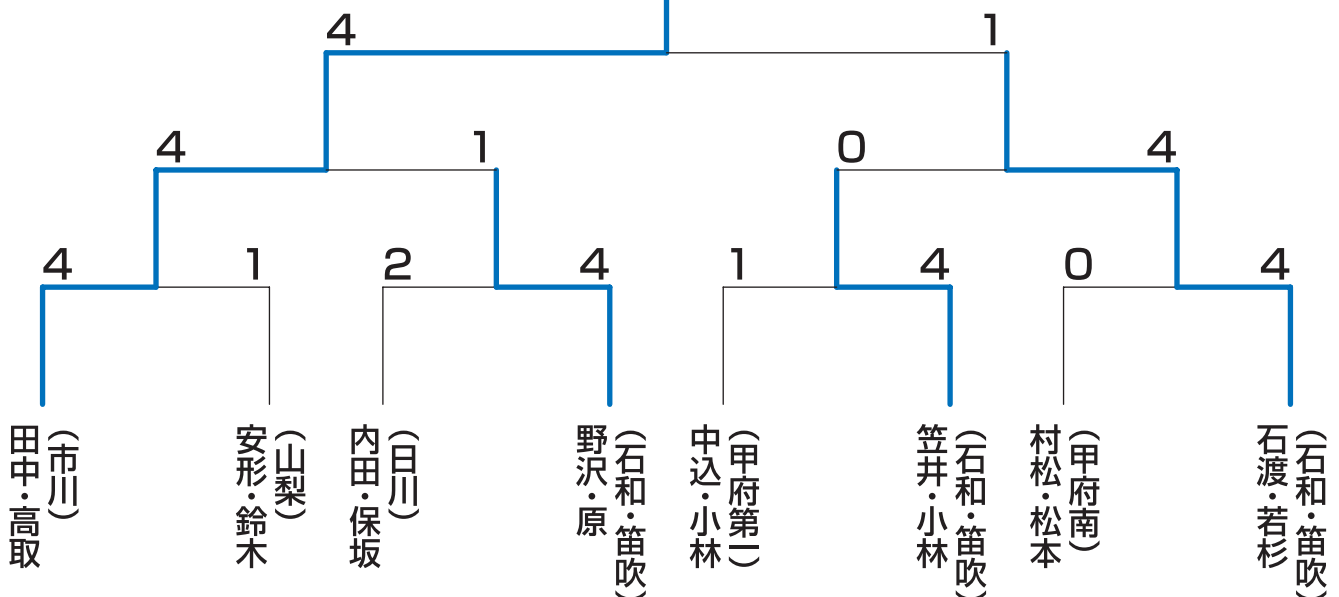 4 1
4 1 0 4
4 1 2 4 1 4 0 4
田中・高取
(市川)
安形・鈴木
(山梨)
内田・保坂
(日川)
野沢・原
(石和・笛吹)
中込・小林
(甲府第一)
笠井・小林
(石和・笛吹)
村松・松本
(甲府南)
石渡・若杉
(石和・笛吹)